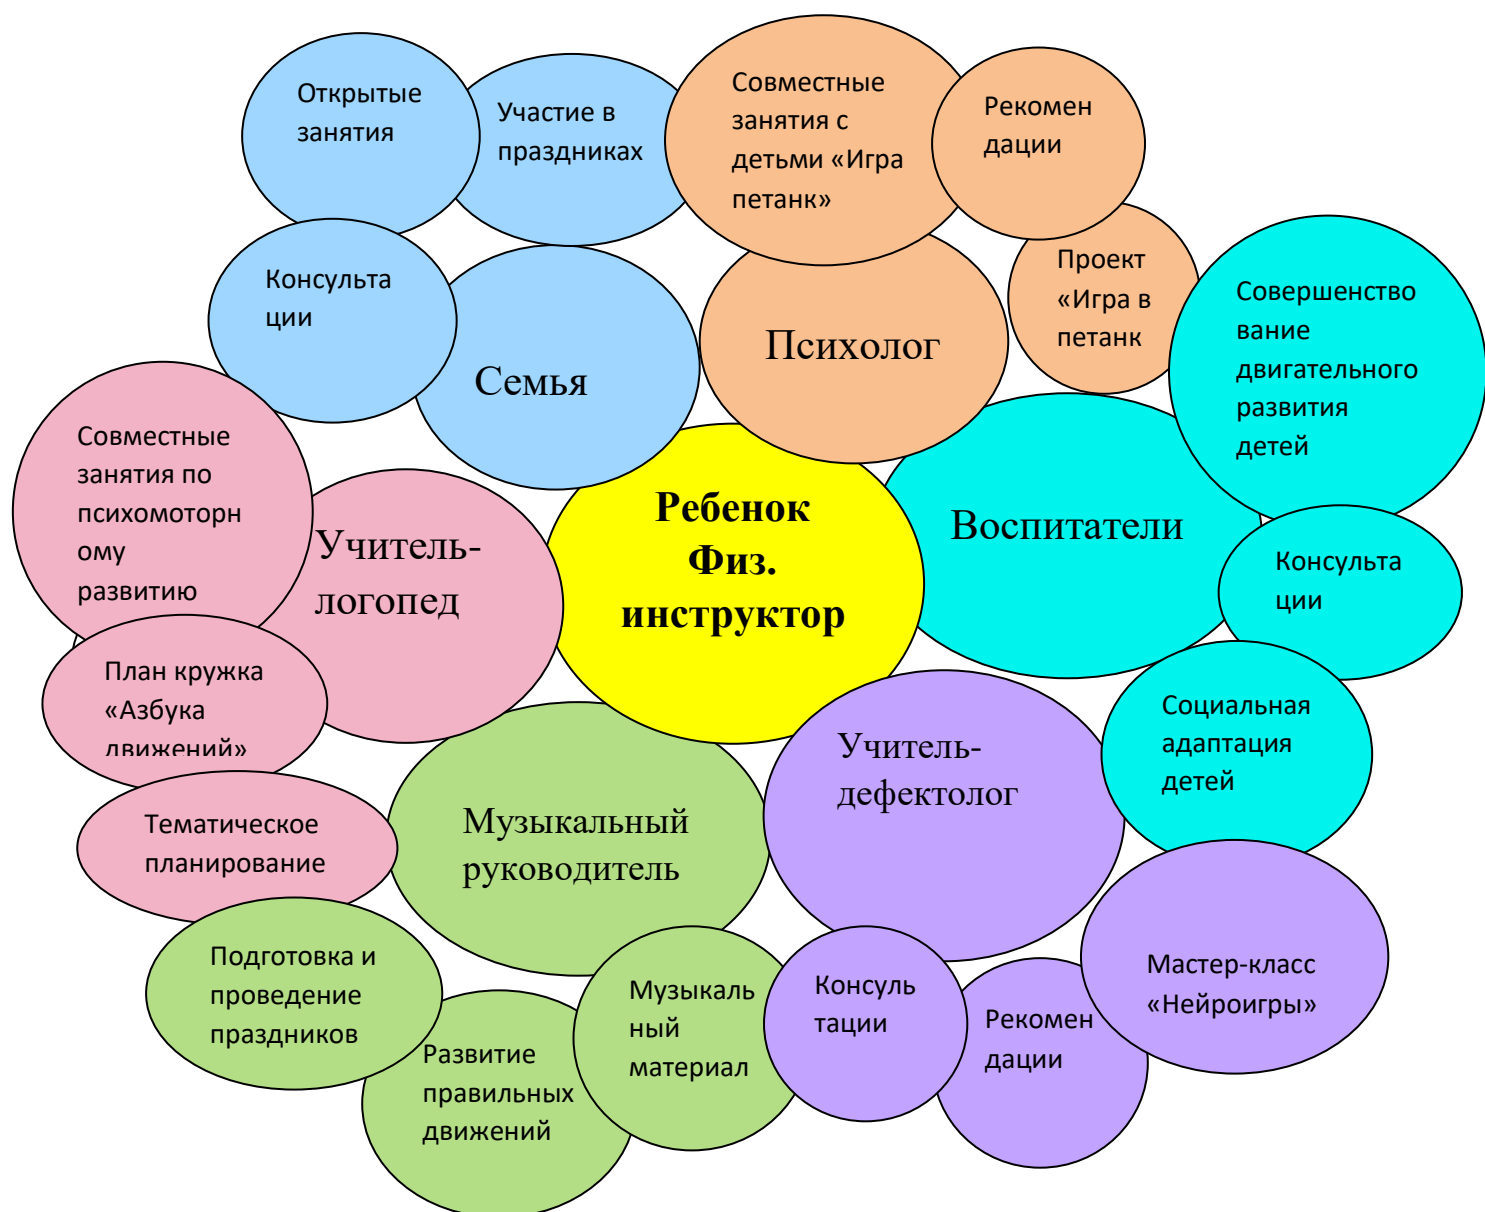 Открытые
занятия
Участие в
праздниках
Совместные
занятия с
детьми «Игра
петанк»
Рекомен
дации
Консульта
ции
Семья
Психолог
Проект
«Игра в
петанк
Совершенство
вание
двигательного
развития
детей
Совместные
занятия по
психомоторн
ому
развитию
Учитель-
логопед
Ребенок
Физ.
инструктор
Воспитатели
Консульта
ции
План кружка
«Азбука
движений»
Социальная
адаптация
детей
Тематическое
планирование
Музыкальный
руководитель
Учитель-
дефектолог
Подготовка и
проведение
праздников
Развитие
правильных
движений
Музыкаль
ный
материал
Консуль
тации
Рекомен
дации
Мастер-класс
«Нейроигры»